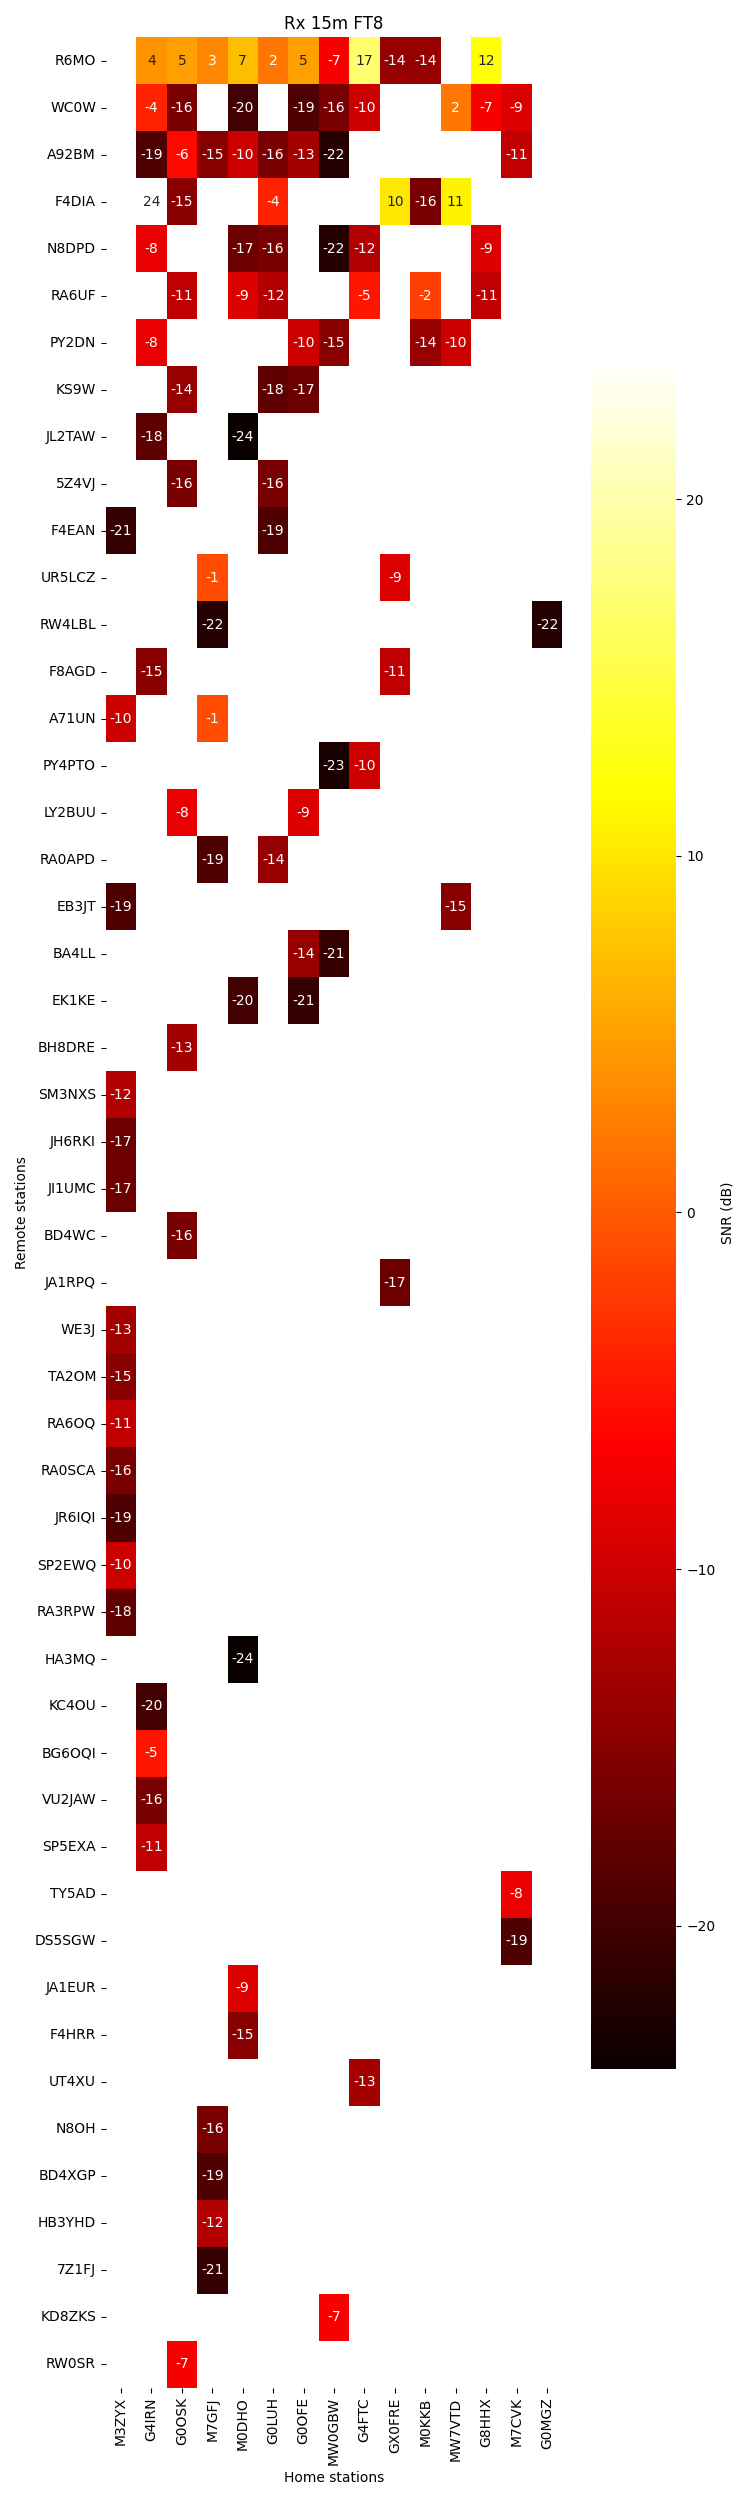 Rx 15m FT8
R6MO 4 5 3 7 2 5 -7 17 -14 -14 12
WC0W -4 -16 -20 -19 -16 -10 2 -7 -9
A92BM -19 -6 -15 -10 -16 -13 -22 -11
F4DIA 24 -15 -4 10 -16 11
N8DPD -8 -17 -16 -22 -12 -9
RA6UF -11 -9 -12 -5 -2 -11
PY2DN -8 -10 -15 -14 -10
KS9W -14 -18 -17
JL2TAW -18 -24
5Z4VJ -16 -16
F4EAN -21 -19
UR5LCZ -1 -9
RW4LBL -22 -22
F8AGD -15 -11
A71UN -10 -1
PY4PTO -23 -10
LY2BUU -8 -9
RA0APD -19 -14
EB3JT -19 -15
BA4LL -14 -21
EK1KE -20 -21
BH8DRE -13
SM3NXS -12
JH6RKI -17
JI1UMC -17
BD4WC -16
JA1RPQ -17
WE3J -13
TA2OM -15
RA6OQ -11
RA0SCA -16
JR6IQI -19
SP2EWQ -10
RA3RPW -18
HA3MQ -24
KC4OU -20
BG6OQI -5
VU2JAW -16
SP5EXA -11
TY5AD -8
DS5SGW -19
JA1EUR -9
F4HRR -15
UT4XU -13
N8OH -16
BD4XGP -19
HB3YHD -12
7Z1FJ -21
KD8ZKS -7
RW0SR -7
Remote stations
M3ZYX
G4IRN
G0OSK
M7GFJ
M0DHO
G0LUH
G0OFE
MW0GBW
G4FTC
GX0FRE
M0KKB
MW7VTD
G8HHX
M7CVK
G0MGZ
Home stations
20
10
0
−10
−20
SNR (dB)